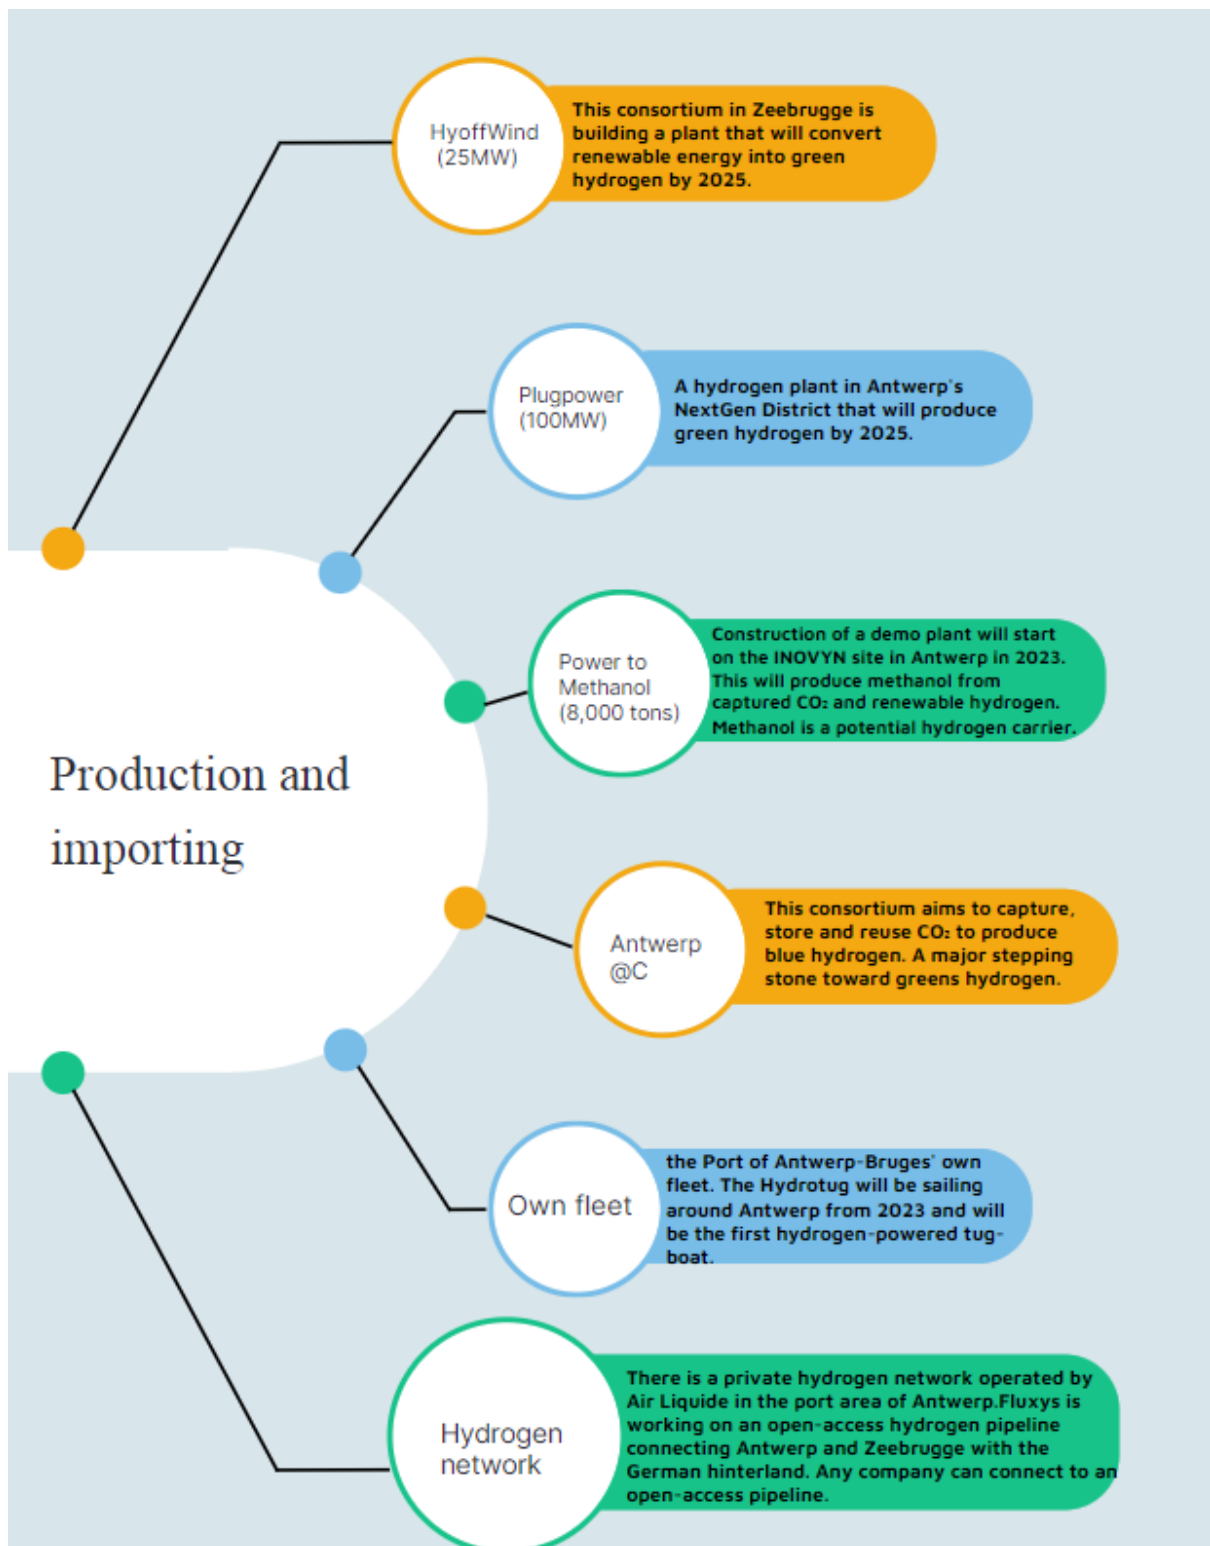 HyoffWind
(25MW)
This consortium in Zeebrugge is
building a plant that will convert
renewable energy into green
hydrogen by 2025.
Plugpower
(100MW)
A hydrogen plant in Antwerp's
NextGen District that will produce
green hydrogen by 2025.
Power to
Methanol
(8,000 tons)
Construction of a demo plant will start
on the INOVYN site in Antwerp in 2023.
This will produce methanol from
captured CO₂ and renewable hydrogen.
Methanol is a potential hydrogen carrier.
Production and
importing
Antwerp
@C
This consortium aims to capture,
store and reuse CO₂ to produce
blue hydrogen. A major stepping
stone toward greens hydrogen.
Own fleet
the Port of Antwerp-Bruges' own
fleet. The Hydrotug will be sailing
around Antwerp from 2023 and will
be the first hydrogen-powered tug-
boat.
Hydrogen
network
There is a private hydrogen network operated by
Air Liquide in the port area of Antwerp.Fluxys is
working on an open-access hydrogen pipeline
connecting Antwerp and Zeebrugge with the
German hinterland. Any company can connect to an
open-access pipeline.